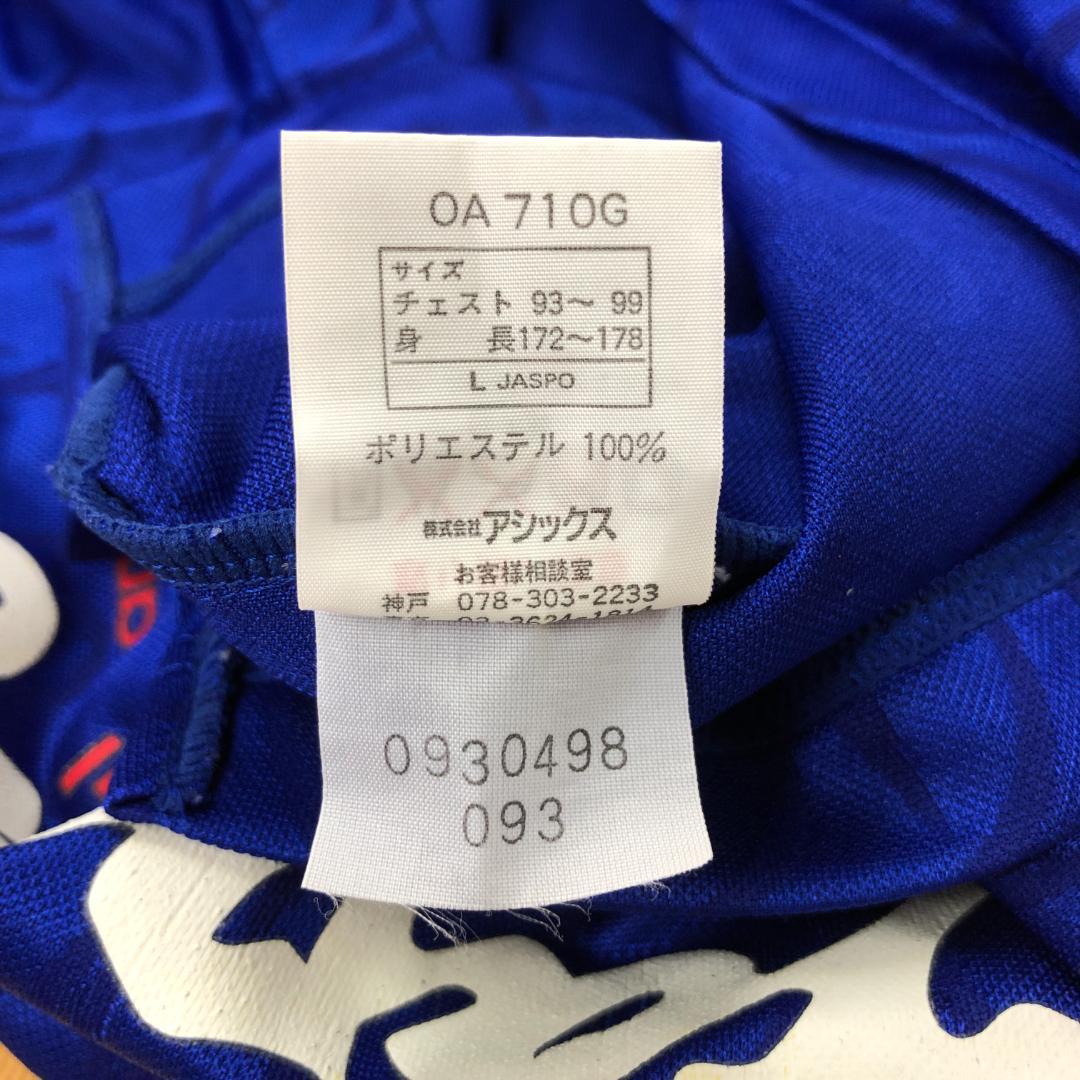 OA 710G
サイズ
チェスト 93〜 99
身 長172〜178
L JASPO
ポリエステル 100%
株式会社アシックス
お客様相談室
神戸 078-303-2233
0930498
093